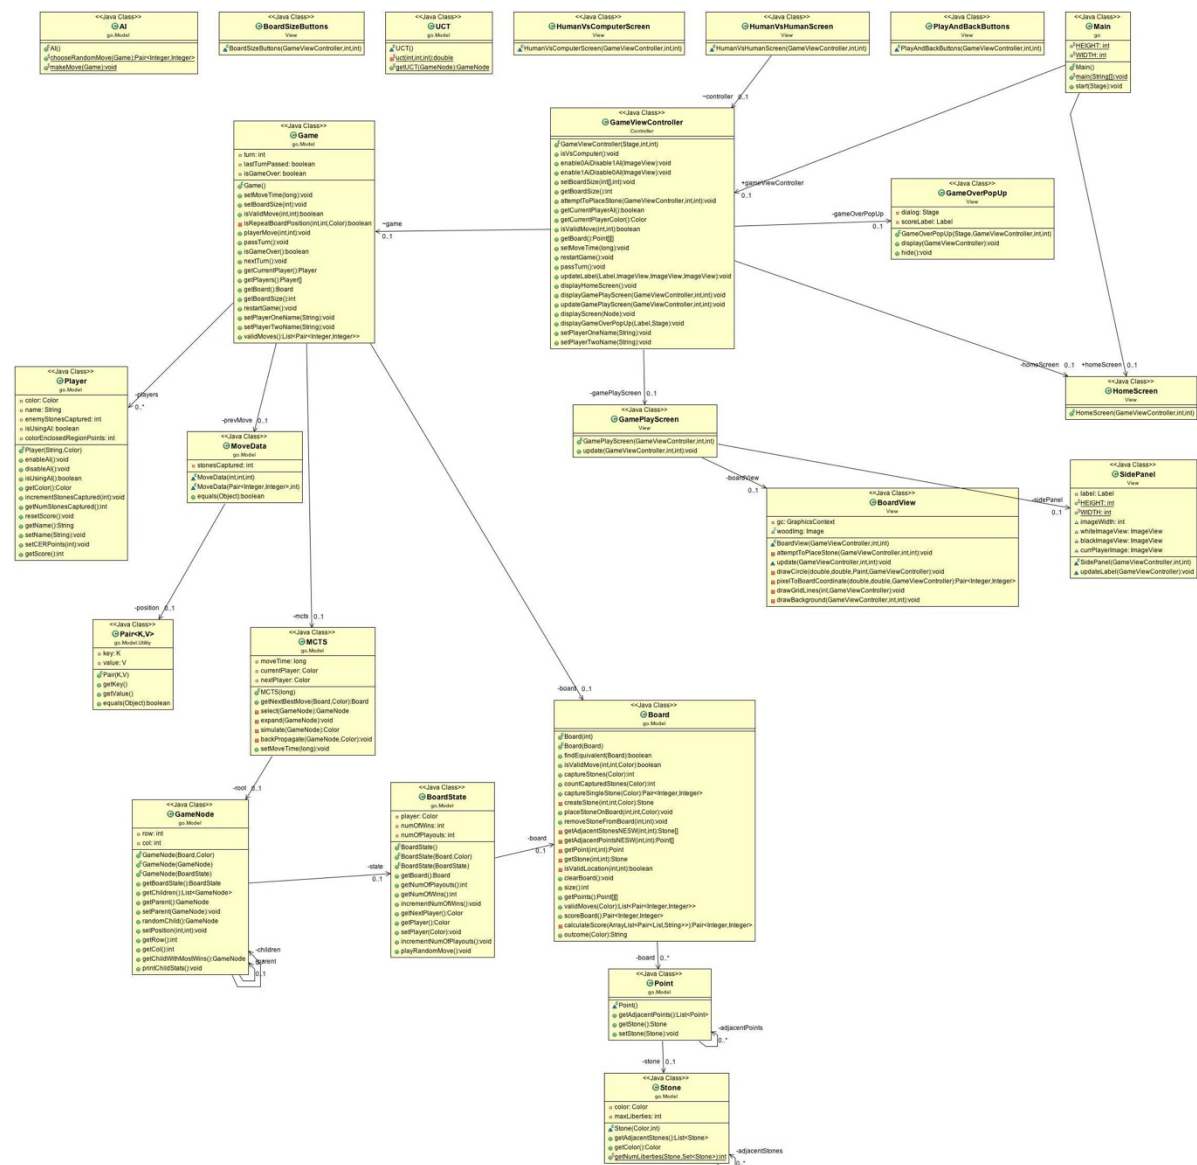 <<Java Class>>
AI
go.Model
AI()
chooseRandomMove(Game):Pair<Integer,Integer>
makeMove(Game):void
<<Java Class>>
BoardSizeButtons
View
BoardSizeButtons(GameViewController,int,int)
<<Java Class>>
UCT
go.Model
UCT()
uct(int,int,int):double
getUCT(GameNode):GameNode
<<Java Class>>
HumanVsComputerScreen
View
HumanVsComputerScreen(GameViewController,int,int)
<<Java Class>>
HumanVsHumanScreen
View
HumanVsHumanScreen(GameViewController,int,int)
<<Java Class>>
PlayAndBackButtons
View
PlayAndBackButtons(GameViewController,int,int)
<<Java Class>>
Main
go
HEIGHT: int
WIDTH: int
Main()
main(String[]):void
start(Stage):void
~controller
0..1
<<Java Class>>
Game
go.Model
turn: int
lastTurnPassed: boolean
isGameOver: boolean
Game()
setMoveTime(long):void
setBoardSize(int):void
isValidMove(int,int):boolean
isRepeatBoardPosition(int,int,Color):boolean
playerMove(int,int):void
passTurn():void
isGameOver():boolean
nextTurn():void
getCurrentPlayer():Player
getPlayers():Player[]
getBoard():Board
getBoardSize():int
restartGame():void
setPlayerOneName(String):void
setPlayerTwoName(String):void
validMoves():List<Pair<Integer,Integer>>
~game
0..1
<<Java Class>>
GameViewController
Controller
GameViewController(Stage,int,int)
isVsComputer():void
enable0AiDisable1AI(ImageView):void
enable1AiDisable0AI(ImageView):void
setBoardSize(int[],int):void
getBoardSize():int
attemptToPlaceStone(GameViewController,int,int):void
getCurrentPlayerAI():boolean
getCurrentPlayerColor():Color
isValidMove(int,int):boolean
getBoard():Point[][]
setMoveTime(long):void
restartGame():void
passTurn():void
updateLabel(Label,ImageView,ImageView,ImageView):void
displayHomeScreen():void
displayGamePlayScreen(GameViewController,int,int):void
updateGamePlayScreen(GameViewController,int,int):void
displayScreen(Node):void
displayGameOverPopUp(Label,Stage):void
setPlayerOneName(String):void
setPlayerTwoName(String):void
+gameViewController
0..1
-gameOverPopUp
0..1
<<Java Class>>
GameOverPopUp
View
dialog: Stage
scoreLabel: Label
GameOverPopUp(Stage,GameViewController,int,int)
display(GameViewController):void
hide():void
-homeScreen
0..1
+homeScreen
0..1
<<Java Class>>
HomeScreen
View
HomeScreen(GameViewController,int,int)
<<Java Class>>
Player
go.Model
color: Color
name: String
enemyStonesCaptured: int
isUsingAI: boolean
colorEnclosedRegionPoints: int
Player(String,Color)
enableAI():void
disableAI():void
isUsingAI():boolean
getColor():Color
incrementStonesCaptured(int):void
getNumStonesCaptured():int
resetScore():void
getName():String
setName(String):void
setCERPoints(int):void
getScore():int
-players
0..*
-prevMove
0..1
<<Java Class>>
MoveData
go.Model
stonesCaptured: int
MoveData(int,int,int)
MoveData(Pair<Integer,Integer>,int)
equals(Object):boolean
-gamePlayScreen
0..1
<<Java Class>>
GamePlayScreen
View
GamePlayScreen(GameViewController,int,int)
update(GameViewController,int,int):void
-boardView
0..1
<<Java Class>>
BoardView
View
gc: GraphicsContext
woodImg: Image
BoardView(GameViewController,int,int)
attemptToPlaceStone(GameViewController,int,int):void
update(GameViewController,int,int):void
drawCircle(double,double,Paint,GameViewController):void
pixelToBoardCoordinate(double,double,GameViewController):Pair<Integer,Integer>
drawGridLines(int,GameViewController):void
drawBackground(GameViewController,int,int):void
-sidePanel
0..1
<<Java Class>>
SidePanel
View
label: Label
HEIGHT: int
WIDTH: int
imageWidth: int
whiteImageView: ImageView
blackImageView: ImageView
currPlayerImage: ImageView
SidePanel(GameViewController,int,int)
updateLabel(GameViewController):void
-position
0..1
<<Java Class>>
Pair<K,V>
go.Model.Utility
key: K
value: V
Pair(K,V)
getKey()
getValue()
equals(Object):boolean
-mcts
0..1
<<Java Class>>
MCTS
go.Model
moveTime: long
currentPlayer: Color
nextPlayer: Color
MCTS(long)
getNextBestMove(Board,Color):Board
select(GameNode):GameNode
expand(GameNode):void
simulate(GameNode):Color
backPropagate(GameNode,Color):void
setMoveTime(long):void
-board
0..1
<<Java Class>>
Board
go.Model
Board(int)
Board(Board)
findEquivalent(Board):boolean
isValidMove(int,int,Color):boolean
captureStones(Color):int
countCapturedStones(Color):int
captureSingleStone(Color):Pair<Integer,Integer>
createStone(int,int,Color):Stone
placeStoneOnBoard(int,int,Color):void
removeStoneFromBoard(int,int):void
getAdjacentStonesNESW(int,int):Stone[]
getAdjacentPointsNESW(int,int):Point[]
getPoint(int,int):Point
getStone(int,int):Stone
isValidLocation(int,int):boolean
clearBoard():void
size():int
getPoints():Point[][]
validMoves(Color):List<Pair<Integer,Integer>>
scoreBoard():Pair<Integer,Integer>
calculateScore(ArrayList<Pair<List,String>>):Pair<Integer,Integer>
outcome(Color):String
-root
0..1
<<Java Class>>
GameNode
go.Model
row: int
col: int
GameNode(Board,Color)
GameNode(GameNode)
GameNode(BoardState)
getBoardState():BoardState
getChildren():List<GameNode>
getParent():GameNode
setParent(GameNode):void
randomChild():GameNode
setPosition(int,int):void
getRow():int
getCol():int
getChildWithMostWins():GameNode
printChildStats():void
-children
-parent
0..1
-state
0..1
<<Java Class>>
BoardState
go.Model
player: Color
numOfWins: int
numOfPlayouts: int
BoardState()
BoardState(Board,Color)
BoardState(BoardState)
getBoard():Board
getNumOfPlayouts():int
getNumOfWins():int
incrementNumOfWins():void
getNextPlayer():Color
getPlayer():Color
setPlayer(Color):void
incrementNumOfPlayouts():void
playRandomMove():void
-board
0..1
-board
0..*
<<Java Class>>
Point
go.Model
Point()
getAdjacentPoints():List<Point>
getStone():Stone
setStone(Stone):void
-adjacentPoints
0..*
-stone
0..1
<<Java Class>>
Stone
go.Model
color: Color
maxLiberties: int
Stone(Color,int)
getAdjacentStones():List<Stone>
getColor():Color
getNumLiberties(Stone,Set<Stone>):int
-adjacentStones
0..*